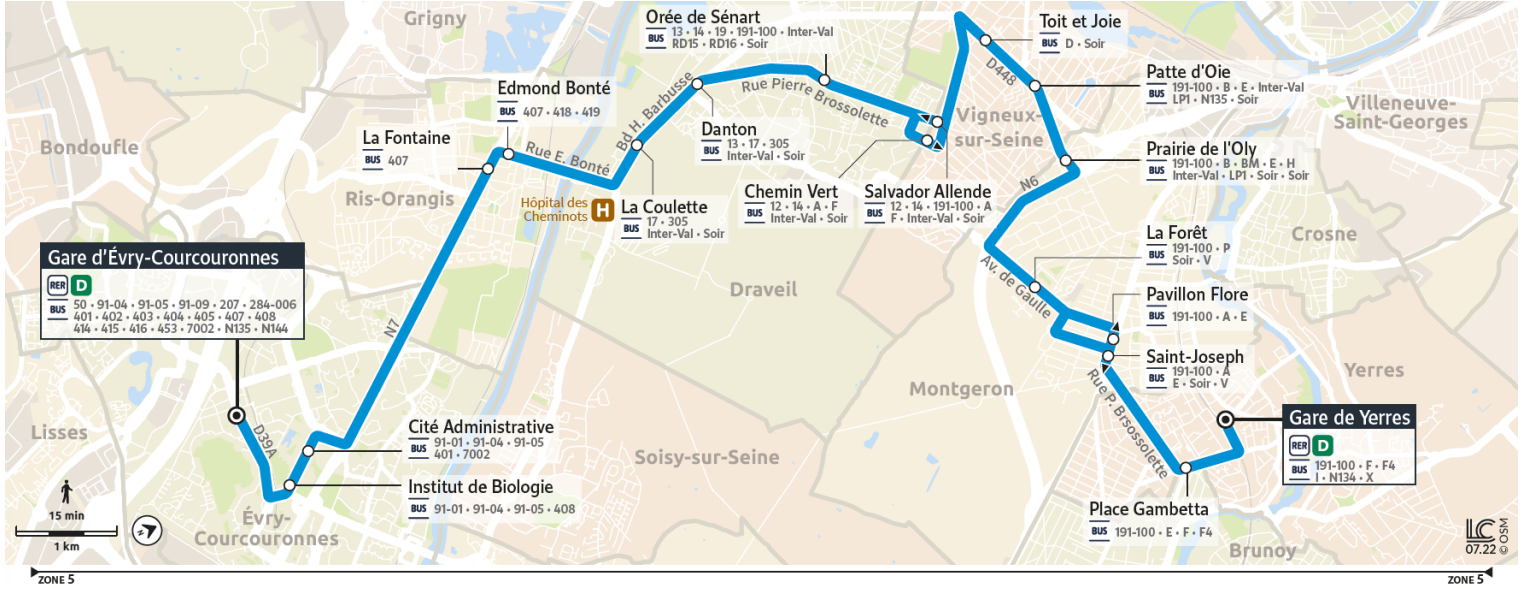 Grigny
Orée de Sénart
BUS 13 • 14 • 19 • 191-100 • Inter-Val
RD15 • RD16 • Soir
Toit et Joie
BUS D • Soir
Patte d'Oie
BUS 191-100 • B • E • Inter-Val
LP1 • N135 • Soir
Edmond Bonté
BUS 407 • 418 • 419
D448
Rue Pierre Brossolette
Bd H. Barbusse
Villeneuve-
Saint-Georges
Vigneux-
sur-Seine
La Fontaine
BUS 407
Danton
BUS 13 • 17 • 305
Inter-Val • Soir
Bondoufle
Rue E. Bonté
Prairie de l'Oly
BUS 191-100 • B • BM • E • H
Inter-Val • LP1 • Soir • Soir
Ris-Orangis
Hôpital des
Cheminots
H
La Coulette
BUS 17 • 305
Inter-Val • Soir
Chemin Vert
BUS 12 • 14 • A • F
Inter-Val • Soir
Salvador Allende
BUS 12 • 14 • 191-100 • A
F • Inter-Val • Soir
N6
La Forêt
BUS 191-100 • P
Soir • V
Crosne
Gare d'Évry-Courcouronnes
RER D
BUS 50 • 91-04 • 91-05 • 91-09 • 207 • 284-006
401 • 402 • 403 • 404 • 405 • 407 • 408
414 • 415 • 416 • 453 • 7002 • N135 • N144
Draveil
Av. de Gaulle
Pavillon Flore
BUS 191-100 • A • E
N7
Saint-Joseph
BUS 191-100 • A
E • Soir • V
Yerres
Montgeron
Rue P. Brsossolette
Lisses
D39A
Cité Administrative
BUS 91-01 • 91-04 • 91-05
401 • 7002
Gare de Yerres
RER D
BUS 191-100 • F • F4
I • N134 • X
Soisy-sur-Seine
Institut de Biologie
BUS 91-01 • 91-04 • 91-05 • 408
Place Gambetta
BUS 191-100 • E • F • F4
15 min
1 km
N
Évry-
Courcouronnes
Brunoy
LC
07.22
© OSM
ZONE 5
ZONE 5